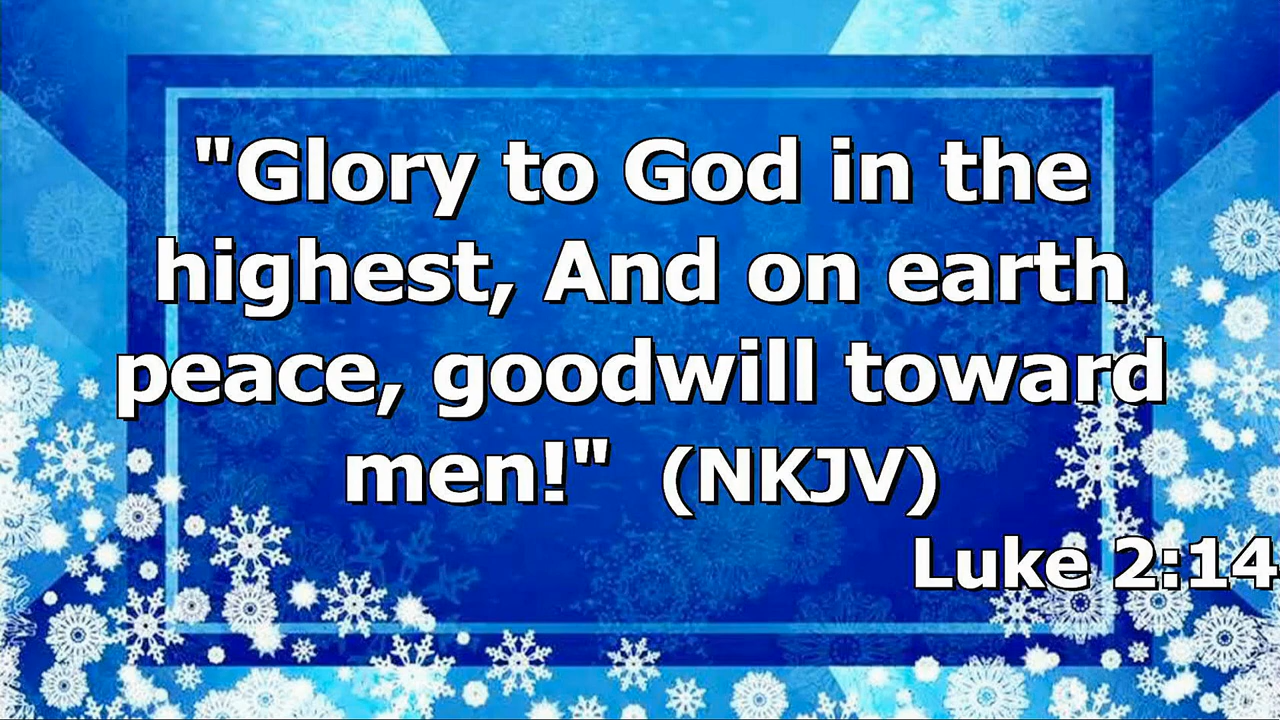 "Glory to God in the
highest, And on earth
peace, goodwill toward
men!" (NKJV)
Luke 2:14